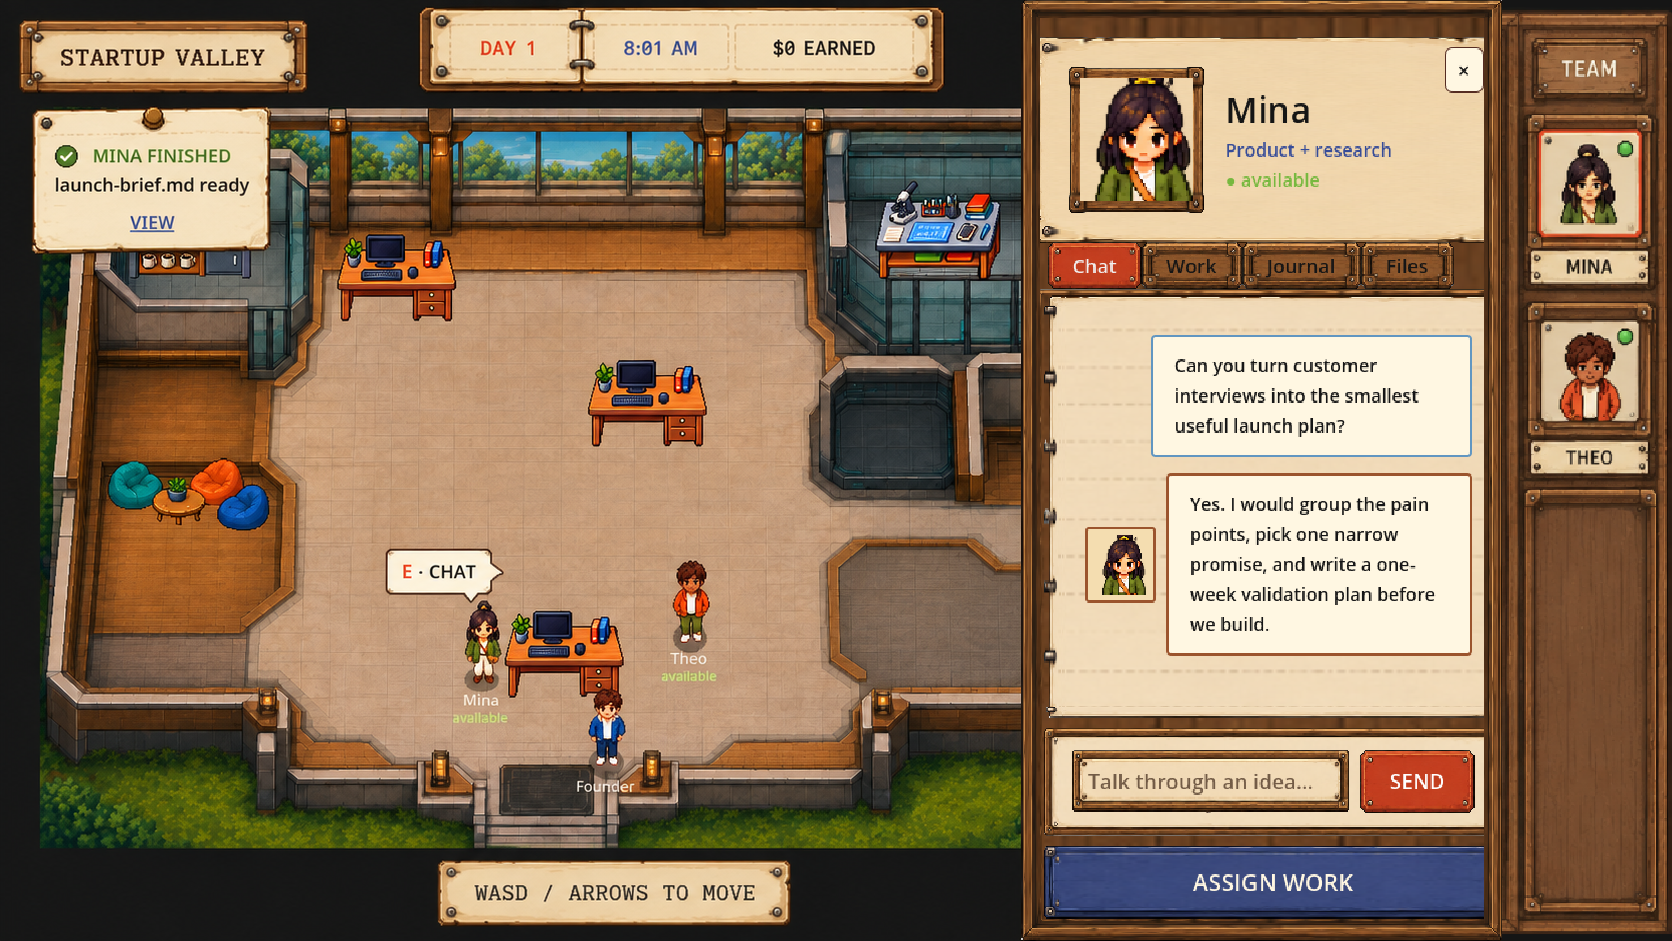 STARTUP VALLEY
DAY 1
8:01 AM
$0 EARNED
MINA FINISHED
launch-brief.md ready
VIEW
E · CHAT
Mina
available
Theo
available
Founder
WASD / ARROWS TO MOVE
×
Mina
Product + research
• available
Chat
Work
Journal
Files
Can you turn customer
interviews into the smallest
useful launch plan?
Yes. I would group the pain
points, pick one narrow
promise, and write a one-
week validation plan before
we build.
Talk through an idea...
SEND
ASSIGN WORK
TEAM
MINA
THEO